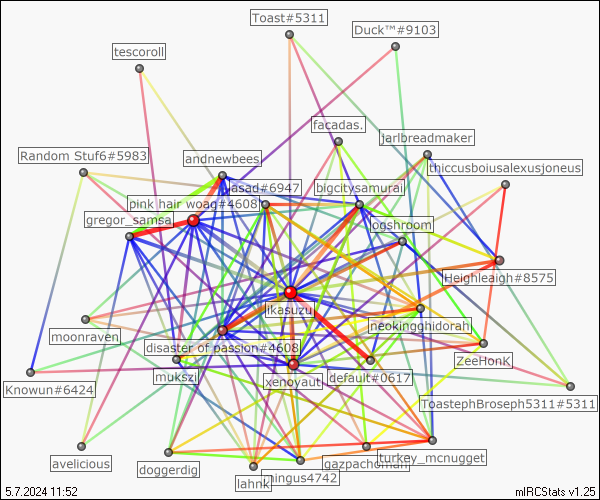 Toast#5311
Duck™#9103
tescoroll
facadas.
jarlbreadmaker
Random Stuf6#5983
andnewbees
thiccusboiusalexusjoneus
asad#6947
bigcitysamurai
pink hair woag#4608
gregor_samsa
jogshroom
Heighleaigh#8575
likasuzu
neokingghidorah
moonraven
disaster of passion#4608
ZeeHonK
mukszi
xenoyaut
default#0617
Knowun#6424
ToastephBroseph5311#5311
avelicious
doggerdig
lahnk
mingus4742
gazpachoman
turkey_mcnugget
5.7.2024 11:52
mIRCStats v1.25